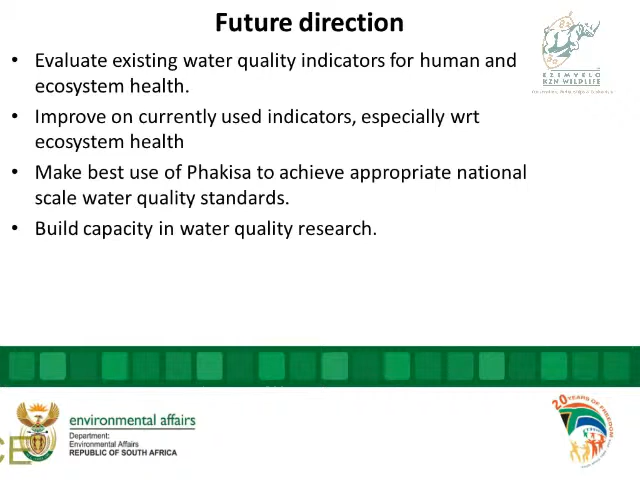 Future direction
• Evaluate existing water quality indicators for human and
ecosystem health.
• Improve on currently used indicators, especially wrt
ecosystem health
• Make best use of Phakisa to achieve appropriate national
scale water quality standards.
• Build capacity in water quality research.
EZEMVELO
KZN WILDLIFE
environmental affairs
Department:
Environmental Affairs
REPUBLIC OF SOUTH AFRICA
CE
20 YEARS OF FREEDOM